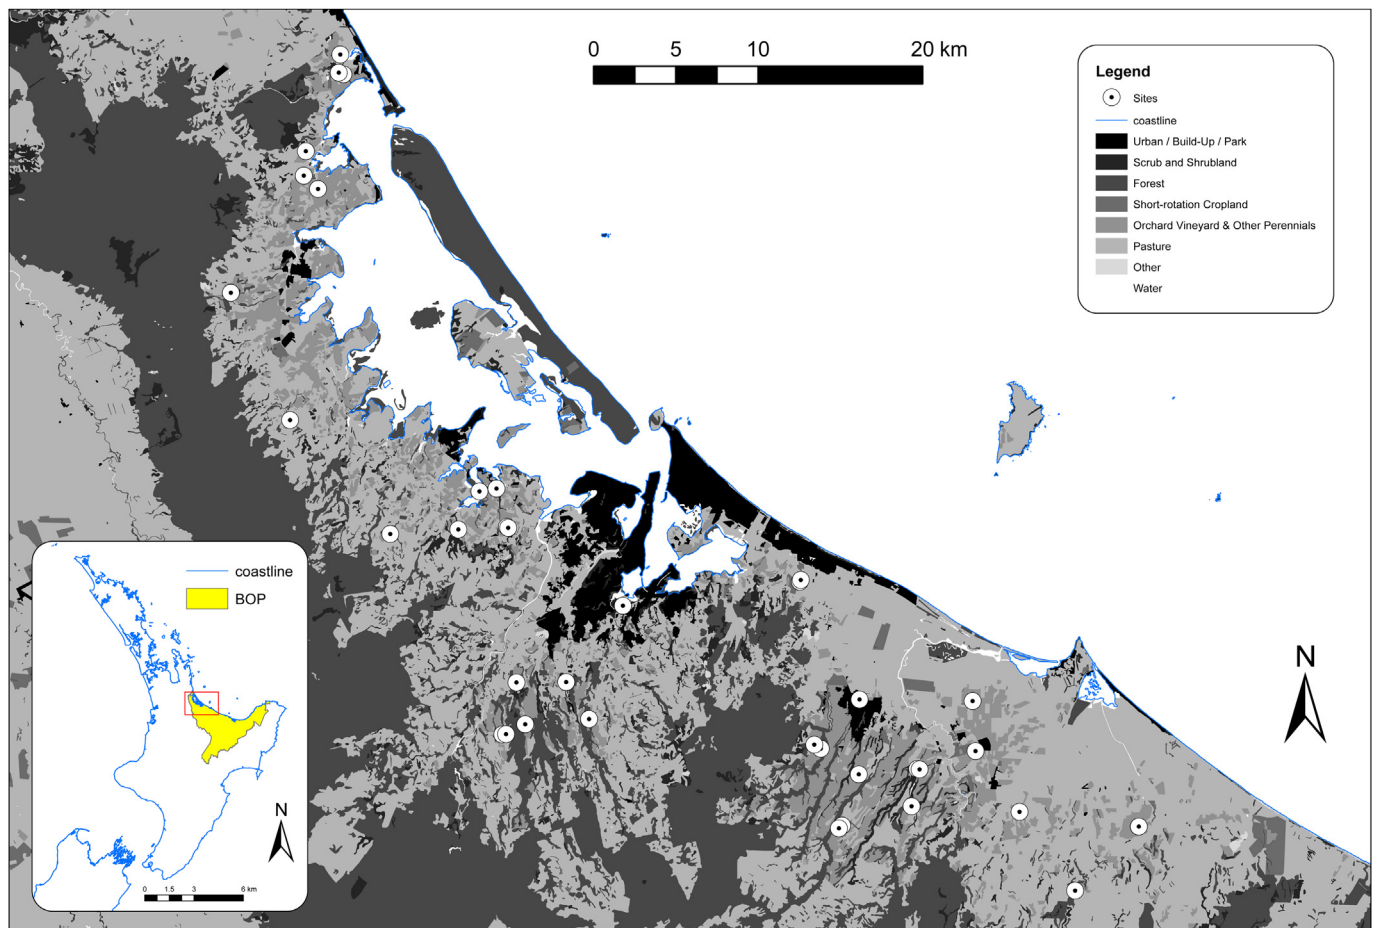 0 5 10 20 km
Legend
Sites
coastline
Urban / Build-Up / Park
Scrub and Shrubland
Forest
Short-rotation Cropland
Orchard Vineyard & Other Perennials
Pasture
Other
Water
coastline
BOP
N
0 1.5 3 6 km
N